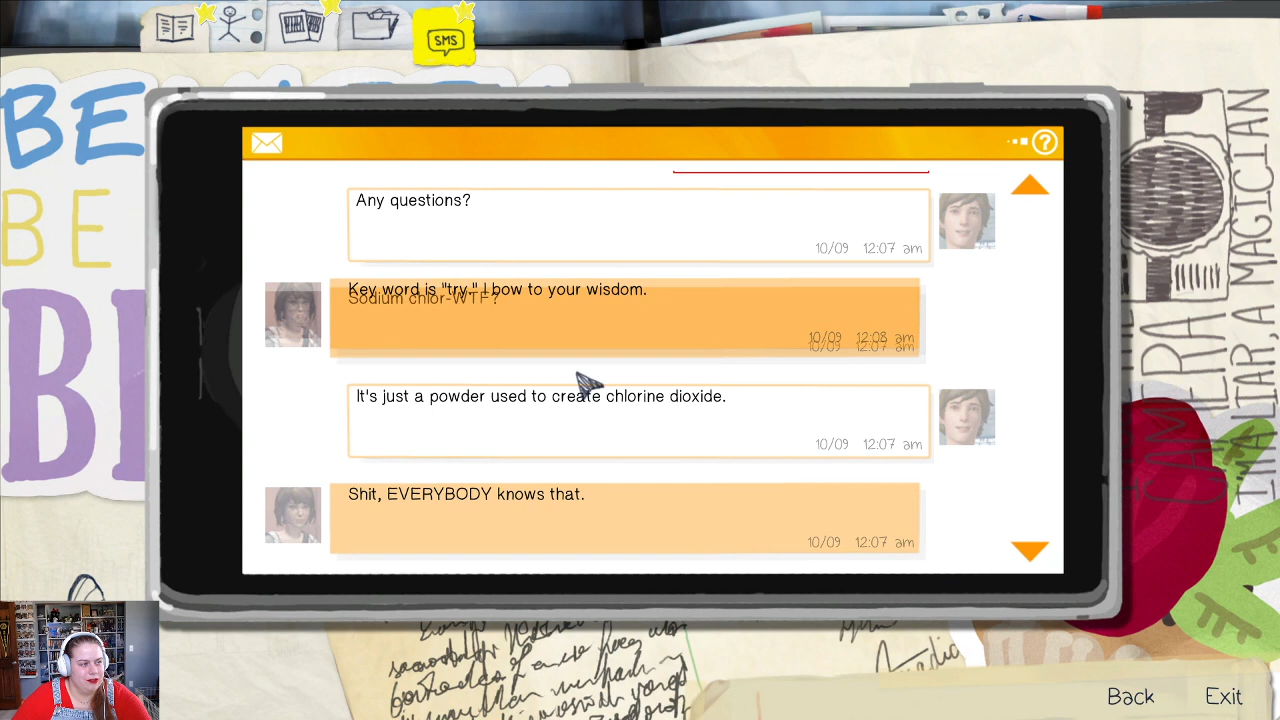 SMS
BE
BE
Any questions?
10/09 12:07 am
Key word is "try." I bow to your wisdom.
Sodium chlor-WTF?
10/09 12:08 am
10/09 12:07 am
It's just a powder used to create chlorine dioxide.
10/09 12:07 am
Shit, EVERYBODY knows that.
10/09 12:07 am
CAMERA
I'M A LIAR, A MAGICIAN
Back Exit